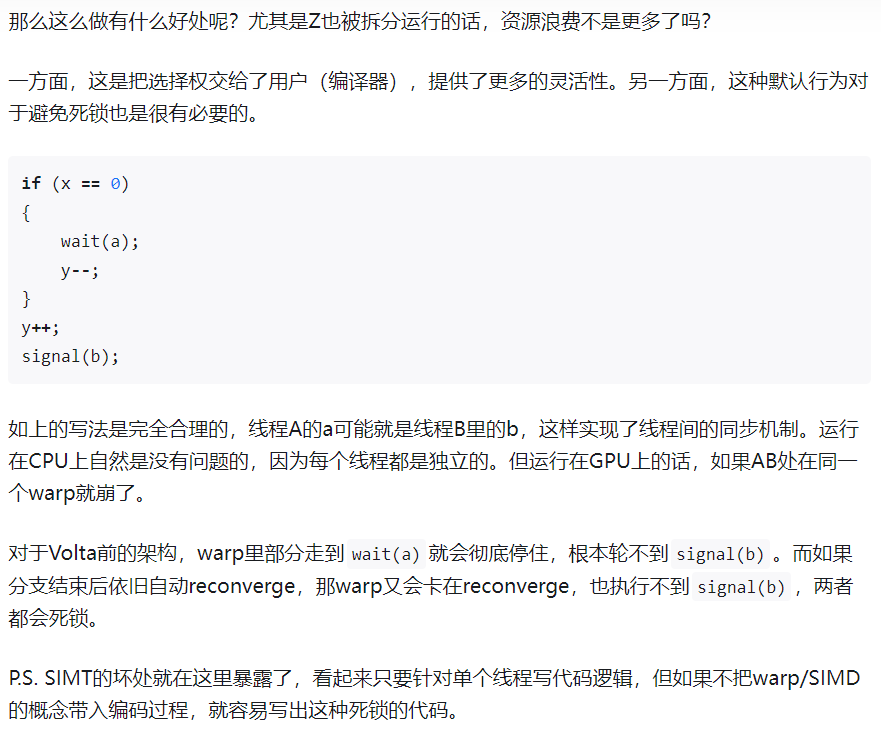 那么这么做有什么好处呢？尤其是Z也被拆分运行的话，资源浪费不是更多了吗？
一方面，这是把选择权交给了用户（编译器），提供了更多的灵活性。另一方面，这种默认行为对
于避免死锁也是很有必要的。
if (x == 0)
{
    wait(a);
    y--;
}
y++;
signal(b);
如上的写法是完全合理的，线程A的a可能就是线程B里的b，这样实现了线程间的同步机制。运行
在CPU上自然是没有问题的，因为每个线程都是独立的。但运行在GPU上的话，如果AB处在同一
个warp就崩了。
对于Volta前的架构，warp里部分走到 wait(a) 就会彻底停住，根本轮不到 signal(b) 。而如果
分支结束后依旧自动reconverge，那warp又会卡在reconverge，也执行不到 signal(b) ，两者
都会死锁。
P.S. SIMT的坏处就在这里暴露了，看起来只要针对单个线程写代码逻辑，但如果不把warp/SIMD
的概念带入编码过程，就容易写出这种死锁的代码。